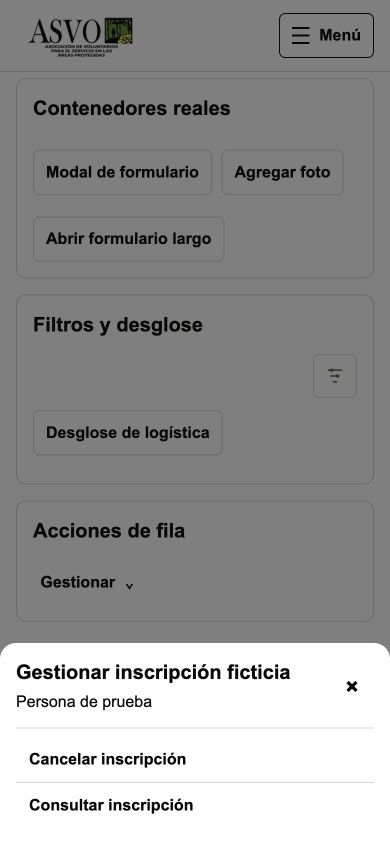 ASVO
ASOCIACIÓN DE VOLUNTARIOS
PARA EL SERVICIO EN LAS
ÁREAS PROTEGIDAS
Menú
Contenedores reales
Modal de formulario
Agregar foto
Abrir formulario largo
Filtros y desglose
Desglose de logística
Acciones de fila
Gestionar
Gestionar inscripción ficticia
Persona de prueba
Cancelar inscripción
Consultar inscripción